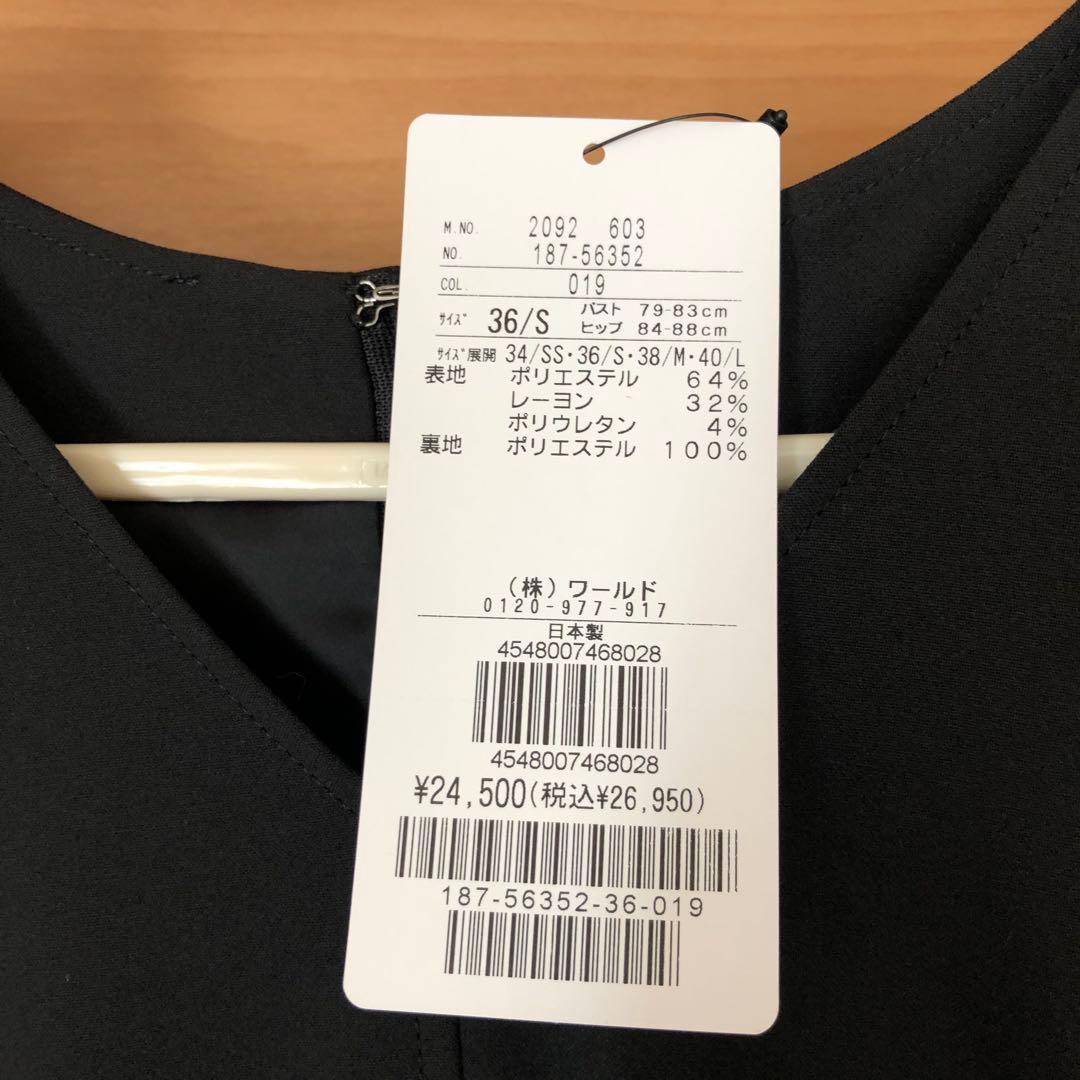 M.NO. 2092 603
NO. 187-56352
COL. 019
ｻｲｽﾞ 36/S バスト 79-83cm
ヒップ 84-88cm
ｻｲｽﾞ展開 34/SS・36/S・38/M・40/L
表地 ポリエステル 64%
レーヨン 32%
ポリウレタン 4%
裏地 ポリエステル 100%
(株)ワールド
0120-977-917
日本製
4548007468028
4548007468028
¥24,500(税込¥26,950)
187-56352-36-019